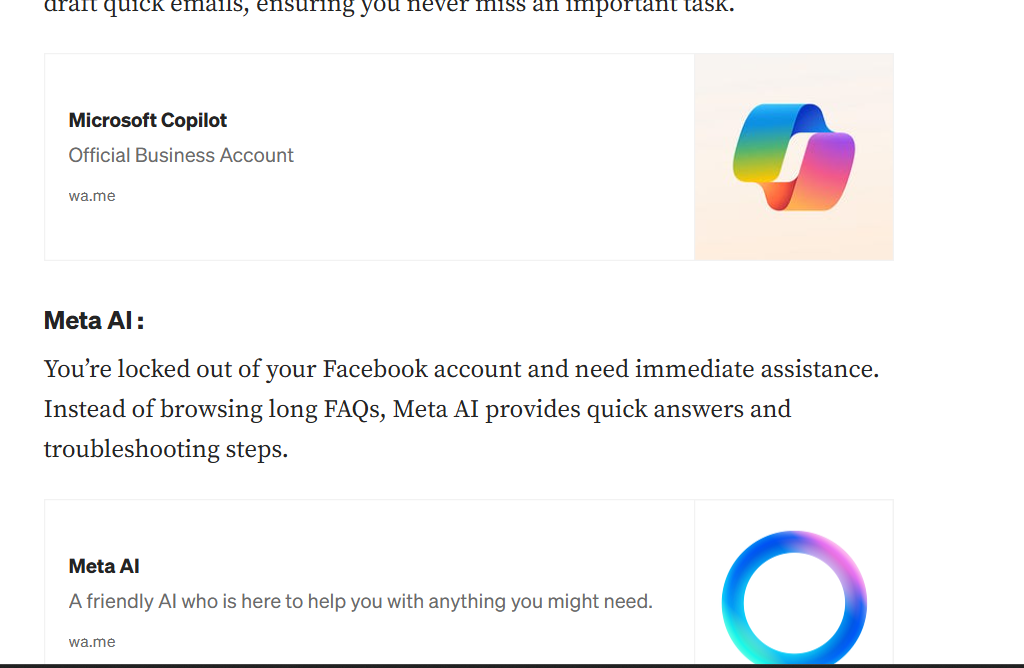 draft quick emails, ensuring you never miss an important task.
Microsoft Copilot
Official Business Account
wa.me
Meta AI :
You’re locked out of your Facebook account and need immediate assistance.
Instead of browsing long FAQs, Meta AI provides quick answers and
troubleshooting steps.
Meta AI
A friendly AI who is here to help you with anything you might need.
wa.me